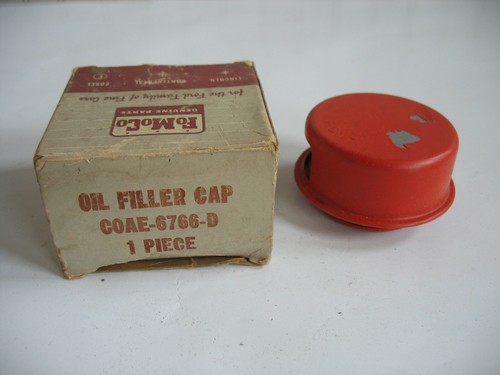 for the Ford Family of Fine Cars
FoMoCo
GENUINE PARTS
OIL FILLER CAP
COAE-6766-D
1 PIECE